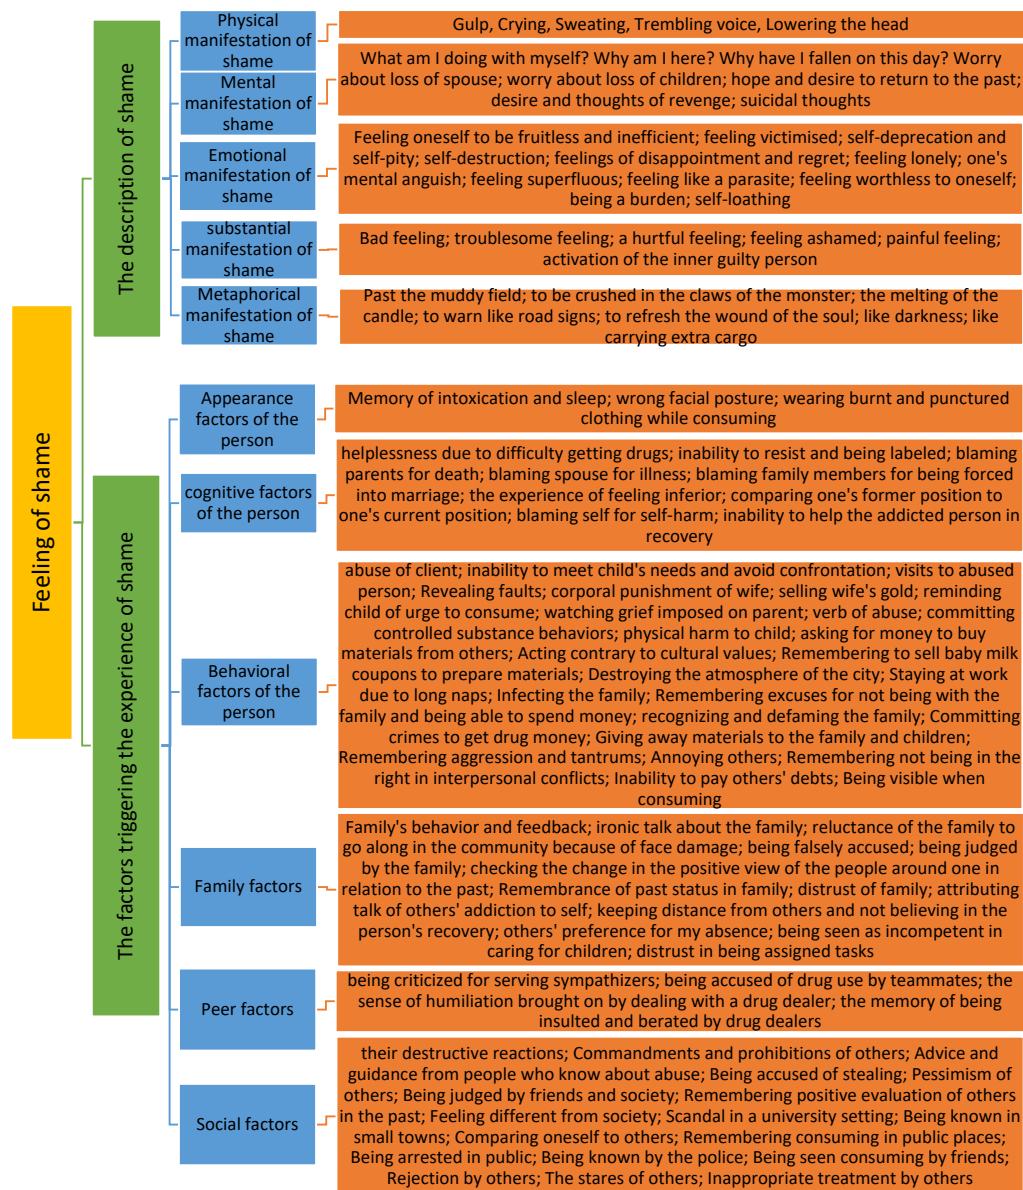 Feeling of shame
The description of shame
Physical
manifestation of
shame
Gulp, Crying, Sweating, Trembling voice, Lowering the head
Mental
manifestation of
shame
What am I doing with myself? Why am I here? Why have I fallen on this day? Worry
about loss of spouse; worry about loss of children; hope and desire to return to the past;
desire and thoughts of revenge; suicidal thoughts
Emotional
manifestation of
shame
Feeling oneself to be fruitless and inefficient; feeling victimised; self-deprecation and
self-pity; self-destruction; feelings of disappointment and regret; feeling lonely; one's
mental anguish; feeling superfluous; feeling like a parasite; feeling worthless to oneself;
being a burden; self-loathing
substantial
manifestation of
shame
Bad feeling; troublesome feeling; a hurtful feeling; feeling ashamed; painful feeling;
activation of the inner guilty person
Metaphorical
manifestation of
shame
Past the muddy field; to be crushed in the claws of the monster; the melting of the
candle; to warn like road signs; to refresh the wound of the soul; like darkness; like
carrying extra cargo
The factors triggering the experience of shame
Appearance
factors of the
person
Memory of intoxication and sleep; wrong facial posture; wearing burnt and punctured
clothing while consuming
cognitive factors
of the person
helplessness due to difficulty getting drugs; inability to resist and being labeled; blaming
parents for death; blaming spouse for illness; blaming family members for being forced
into marriage; the experience of feeling inferior; comparing one's former position to
one's current position; blaming self for self-harm; inability to help the addicted person in
recovery
Behavioral
factors of the
person
abuse of client; inability to meet child's needs and avoid confrontation; visits to abused
person; Revealing faults; corporal punishment of wife; selling wife's gold; reminding
child of urge to consume; watching grief imposed on parent; verb of abuse; committing
controlled substance behaviors; physical harm to child; asking for money to buy
materials from others; Acting contrary to cultural values; Remembering to sell baby milk
coupons to prepare materials; Destroying the atmosphere of the city; Staying at work
due to long naps; Infecting the family; Remembering excuses for not being with the
family and being able to spend money; recognizing and defaming the family; Committing
crimes to get drug money; Giving away materials to the family and children;
Remembering aggression and tantrums; Annoying others; Remembering not being in the
right in interpersonal conflicts; Inability to pay others' debts; Being visible when
consuming
Family factors
Family's behavior and feedback; ironic talk about the family; reluctance of the family to
go along in the community because of face damage; being falsely accused; being judged
by the family; checking the change in the positive view of the people around one in
relation to the past; Remembrance of past status in family; distrust of family; attributing
talk of others' addiction to self; keeping distance from others and not believing in the
person's recovery; others' preference for my absence; being seen as incompetent in
caring for children; distrust in being assigned tasks
Peer factors
being criticized for serving sympathizers; being accused of drug use by teammates; the
sense of humiliation brought on by dealing with a drug dealer; the memory of being
insulted and berated by drug dealers
Social factors
their destructive reactions; Commandments and prohibitions of others; Advice and
guidance from people who know about abuse; Being accused of stealing; Pessimism of
others; Being judged by friends and society; Remembering positive evaluation of others
in the past; Feeling different from society; Scandal in a university setting; Being known in
small towns; Comparing oneself to others; Remembering consuming in public places;
Being arrested in public; Being known by the police; Being seen consuming by friends;
Rejection by others; The stares of others; Inappropriate treatment by others